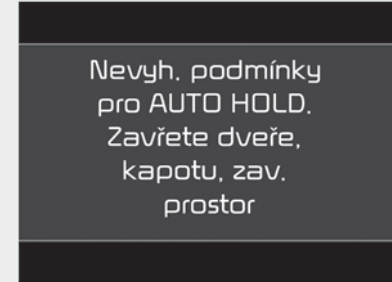 Nevyh. podmínky
pro AUTO HOLD.
Zavřete dveře,
kapotu, zav.
prostor